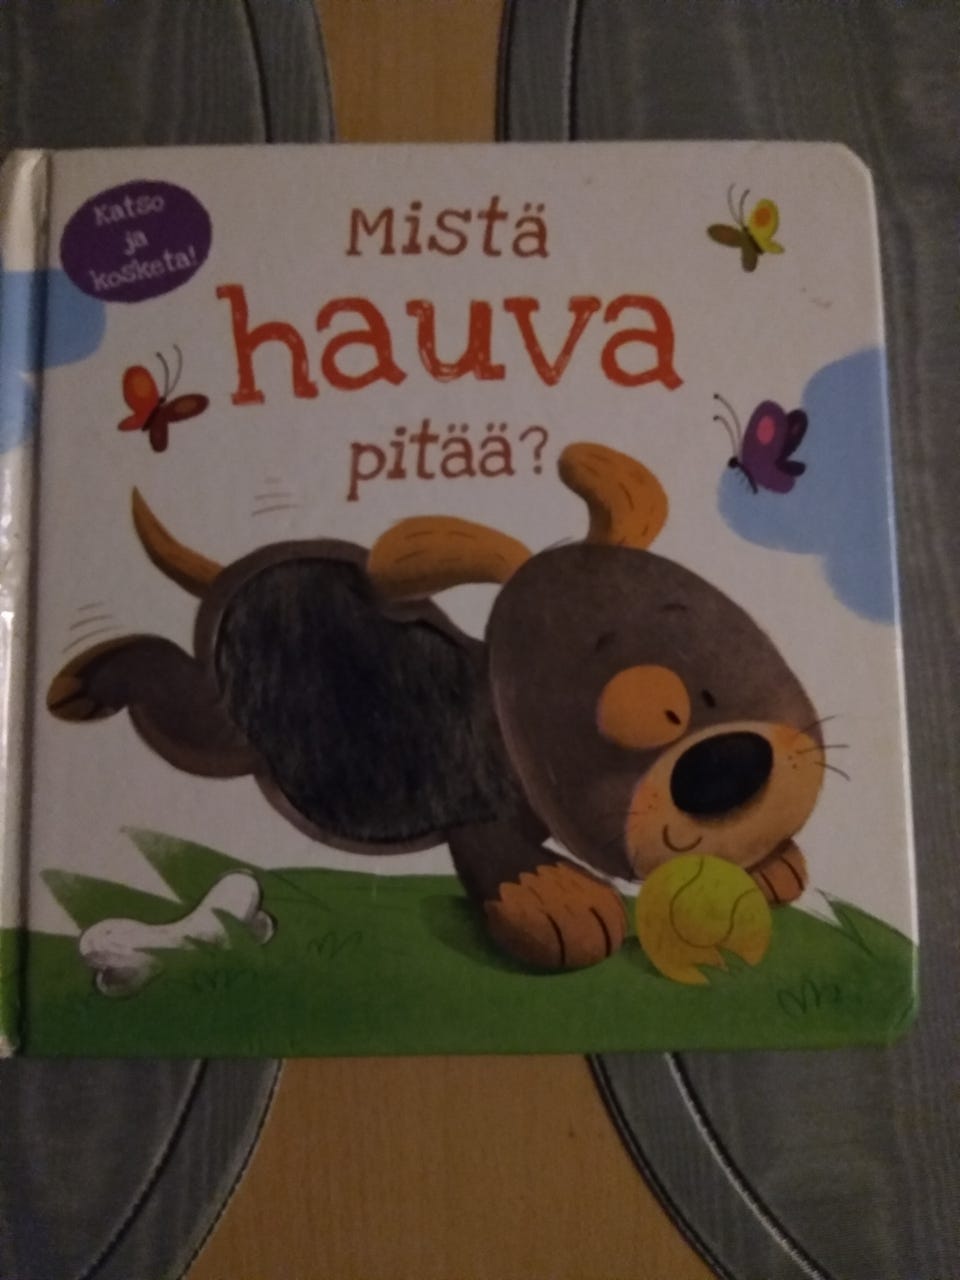 Katso
ja
kosketa!
Mistä
hauva
pitää?